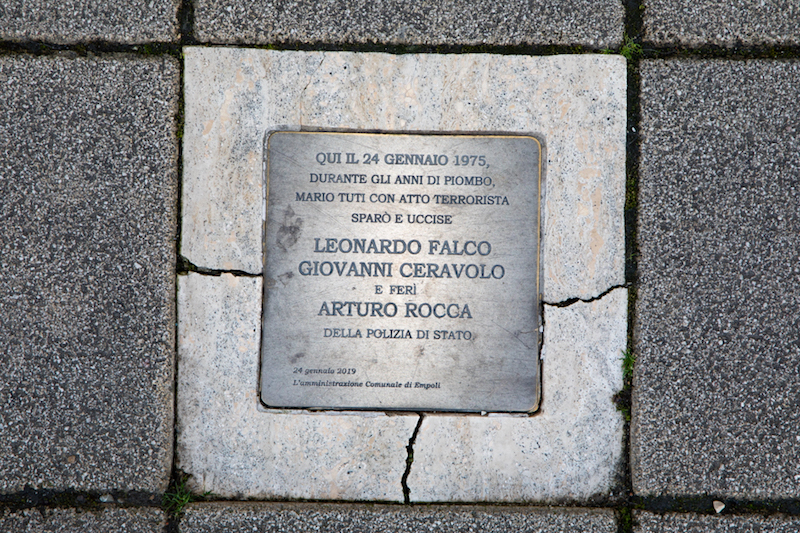 QUI IL 24 GENNAIO 1975,
DURANTE GLI ANNI DI PIOMBO,
MARIO TUTI CON ATTO TERRORISTA
SPARÒ E UCCISE
LEONARDO FALCO
GIOVANNI CERAVOLO
E FERÌ
ARTURO ROCCA
DELLA POLIZIA DI STATO
24 gennaio 2019
L'amministrazione Comunale di Empoli